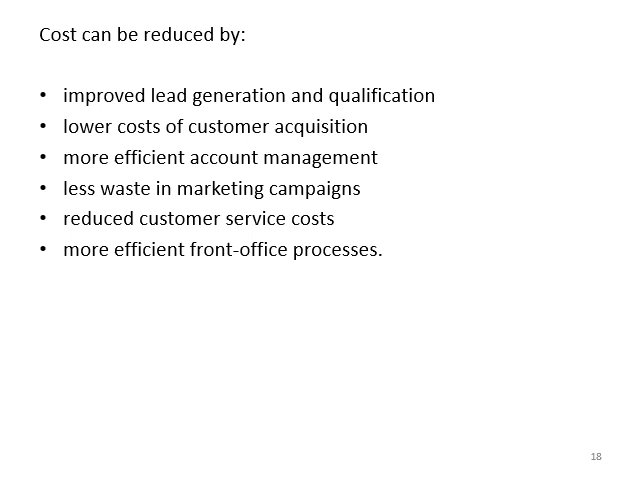 Cost can be reduced by:
• improved lead generation and qualification
• lower costs of customer acquisition
• more efficient account management
• less waste in marketing campaigns
• reduced customer service costs
• more efficient front-office processes.
18